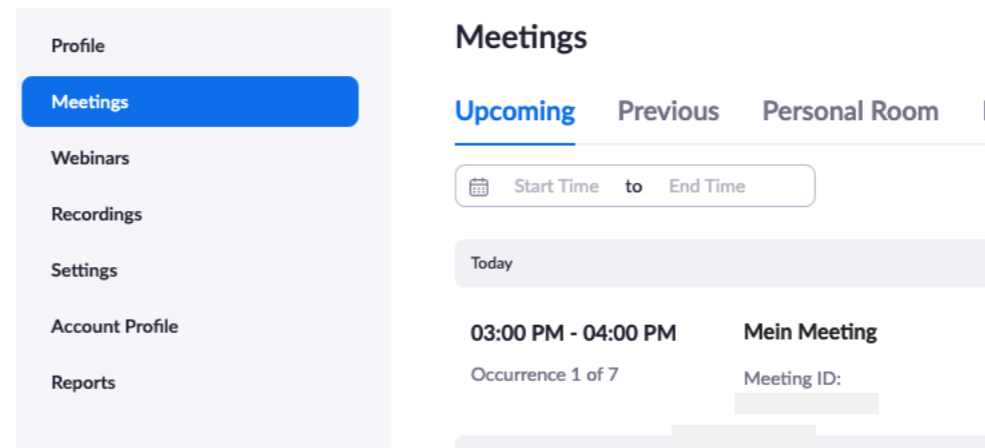 Profile
Meetings
Webinars
Recordings
Settings
Account Profile
Reports
Meetings
Upcoming Previous Personal Room
Start Time to End Time
Today
03:00 PM - 04:00 PM Mein Meeting
Occurrence 1 of 7 Meeting ID: